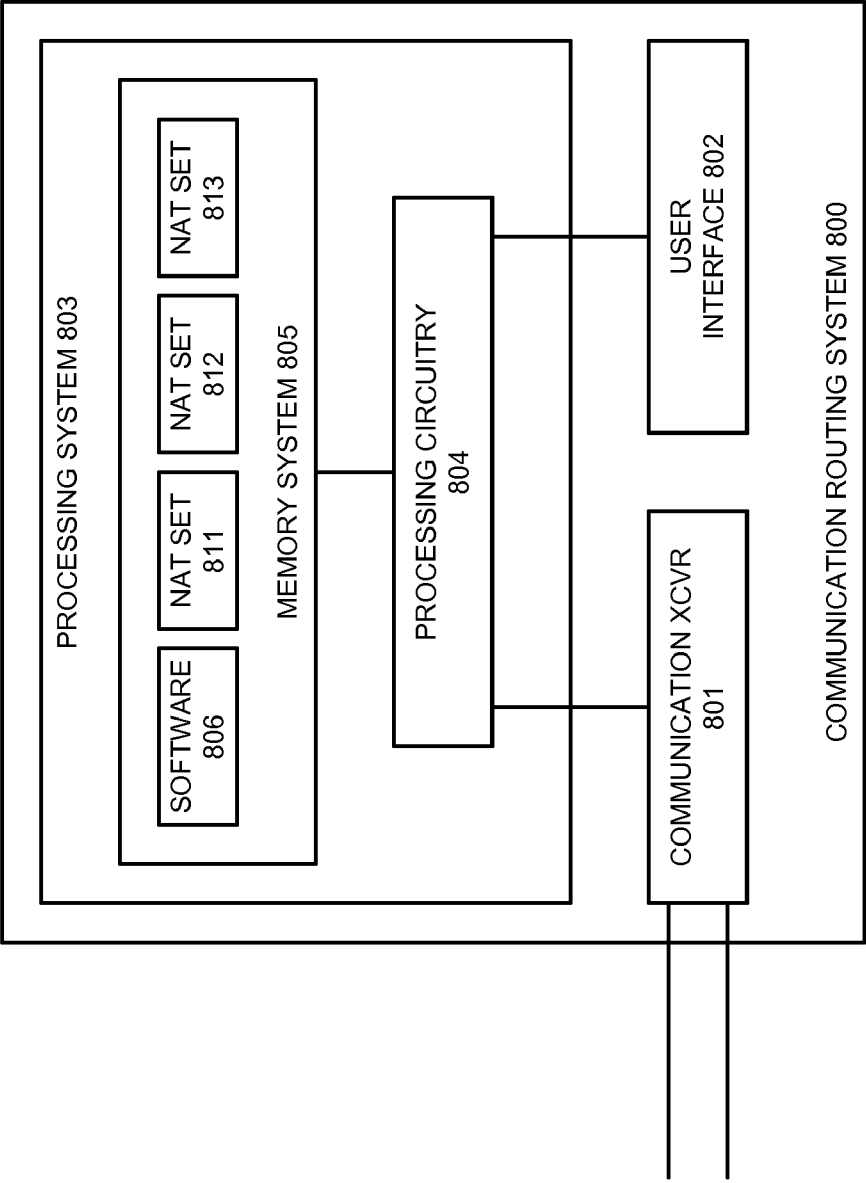 PROCESSING SYSTEM 803
SOFTWARE
806
NAT SET
811
NAT SET
812
NAT SET
813
MEMORY SYSTEM 805
PROCESSING CIRCUITRY
804
COMMUNICATION XCVR
801
USER
INTERFACE 802
COMMUNICATION ROUTING SYSTEM 800